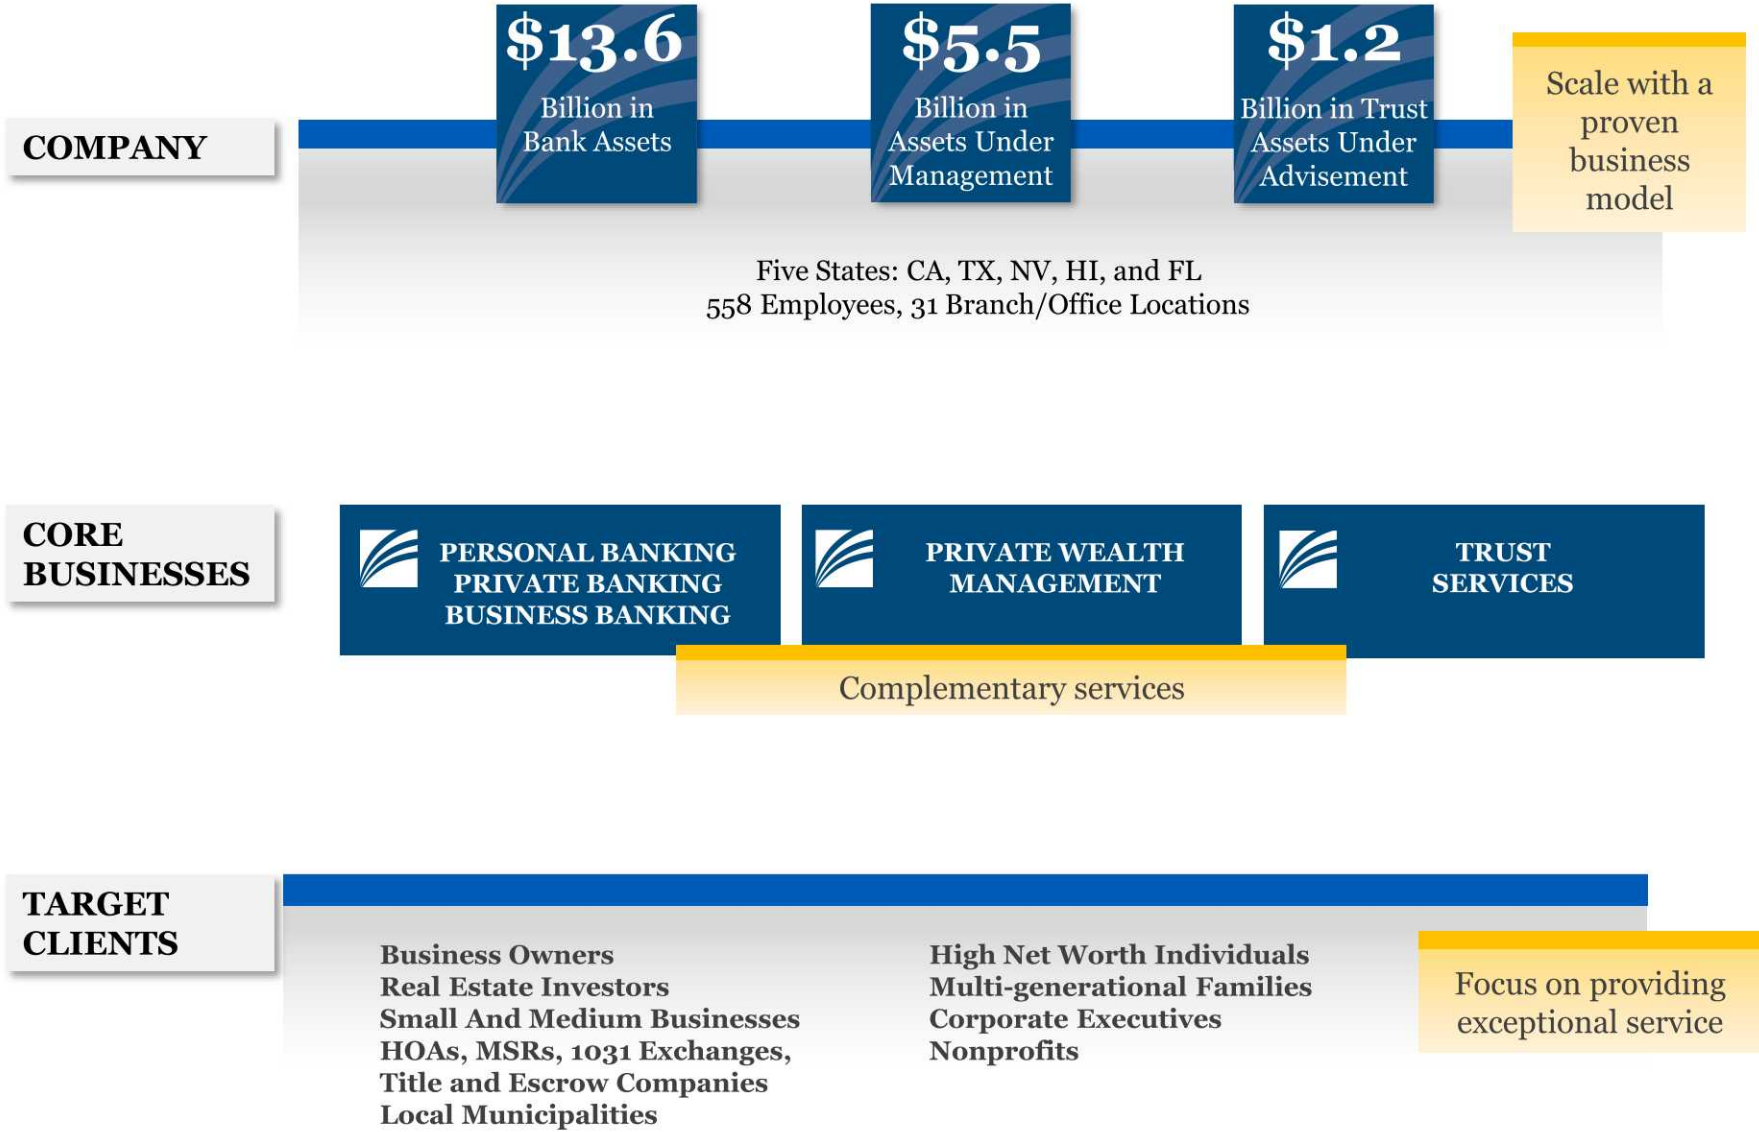 COMPANY
$13.6
Billion in
Bank Assets
$5.5
Billion in
Assets Under
Management
$1.2
Billion in Trust
Assets Under
Advisement
Scale with a
proven
business
model
Five States: CA, TX, NV, HI, and FL
558 Employees, 31 Branch/Office Locations
CORE
BUSINESSES
PERSONAL BANKING
PRIVATE BANKING
BUSINESS BANKING
PRIVATE WEALTH
MANAGEMENT
TRUST
SERVICES
Complementary services
TARGET
CLIENTS
Business Owners
Real Estate Investors
Small And Medium Businesses
HOAs, MSRs, 1031 Exchanges,
Title and Escrow Companies
Local Municipalities
High Net Worth Individuals
Multi-generational Families
Corporate Executives
Nonprofits
Focus on providing
exceptional service